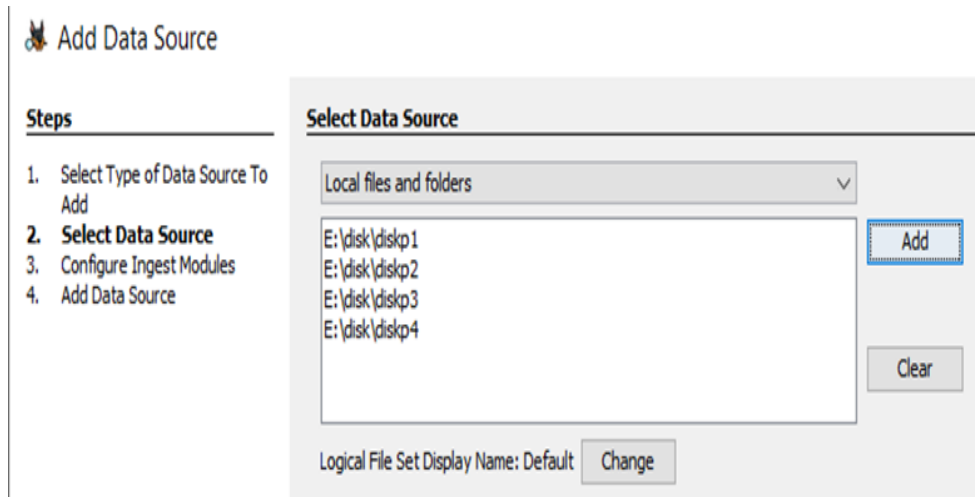 Add Data Source
Steps
1. Select Type of Data Source To
Add
2. Select Data Source
3. Configure Ingest Modules
4. Add Data Source
Select Data Source
Local files and folders
E:\disk\diskp1
E:\disk\diskp2
E:\disk\diskp3
E:\disk\diskp4
Add
Clear
Logical File Set Display Name: Default Change